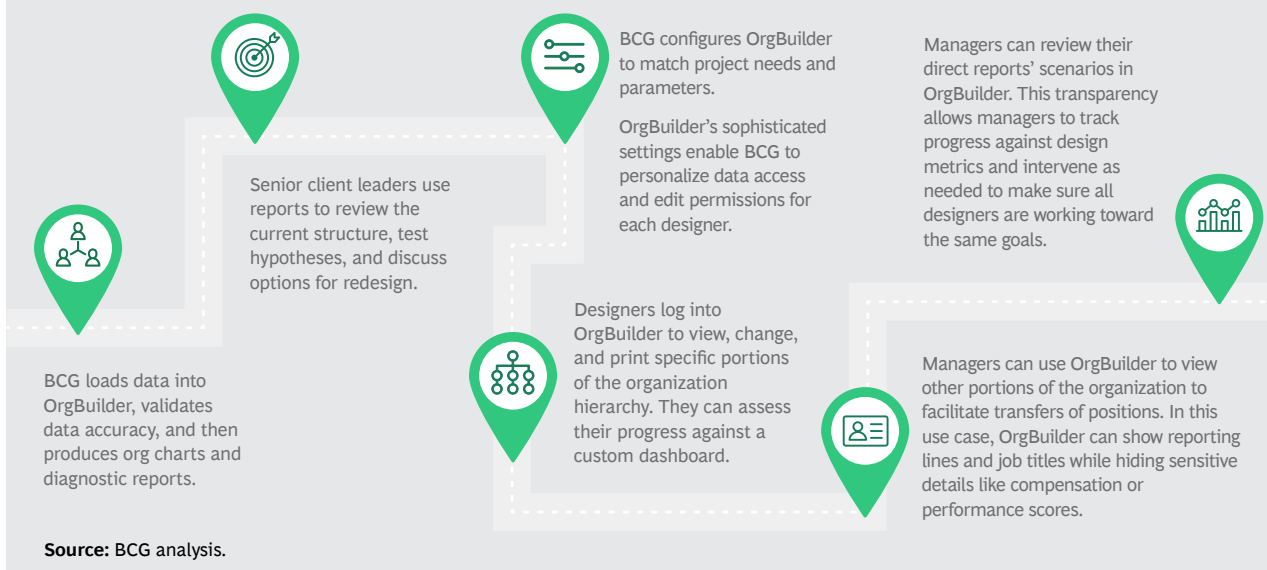 BCG loads data into
OrgBuilder, validates
data accuracy, and then
produces org charts and
diagnostic reports.
Senior client leaders use
reports to review the
current structure, test
hypotheses, and discuss
options for redesign.
BCG configures OrgBuilder
to match project needs and
parameters.
OrgBuilder’s sophisticated
settings enable BCG to
personalize data access
and edit permissions for
each designer.
Designers log into
OrgBuilder to view, change,
and print specific portions
of the organization
hierarchy. They can assess
their progress against a
custom dashboard.
Managers can use OrgBuilder to view
other portions of the organization to
facilitate transfers of positions. In this
use case, OrgBuilder can show reporting
lines and job titles while hiding sensitive
details like compensation or
performance scores.
Managers can review their
direct reports’ scenarios in
OrgBuilder. This transparency
allows managers to track
progress against design
metrics and intervene as
needed to make sure all
designers are working toward
the same goals.
Source: BCG analysis.